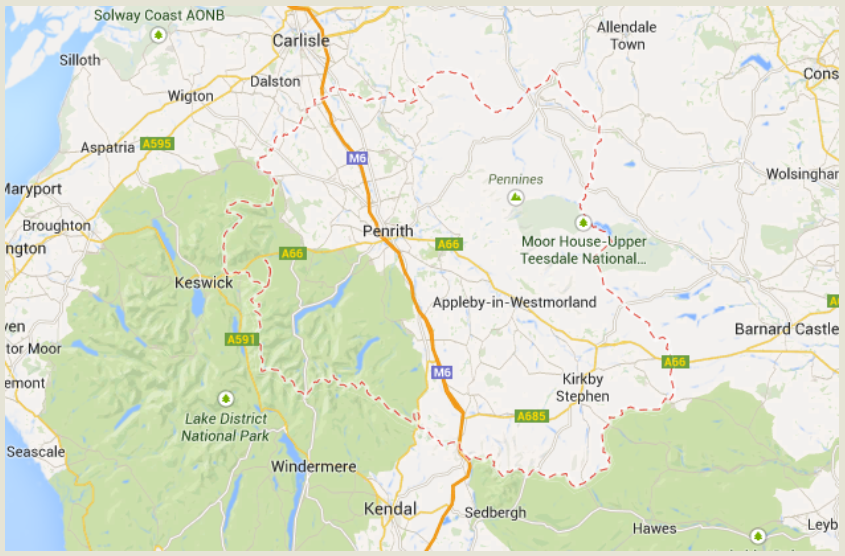 Solway Coast AONB
Carlisle
Allendale
Town
Silloth
Cons
Dalston
Wigton
Aspatria
A595
M6
Wolsinghar
Maryport
Pennines
Broughton
Penrith
ngton
A66
A66
Moor House-Upper
Teesdale National...
Keswick
Appleby-in-Westmorland
ven
Barnard Castle
A591
tor Moor
A66
M6
emont
Kirkby
Stephen
A685
Lake District
National Park
Seascale
Windermere
Kendal
Sedbergh
Hawes
Leyb